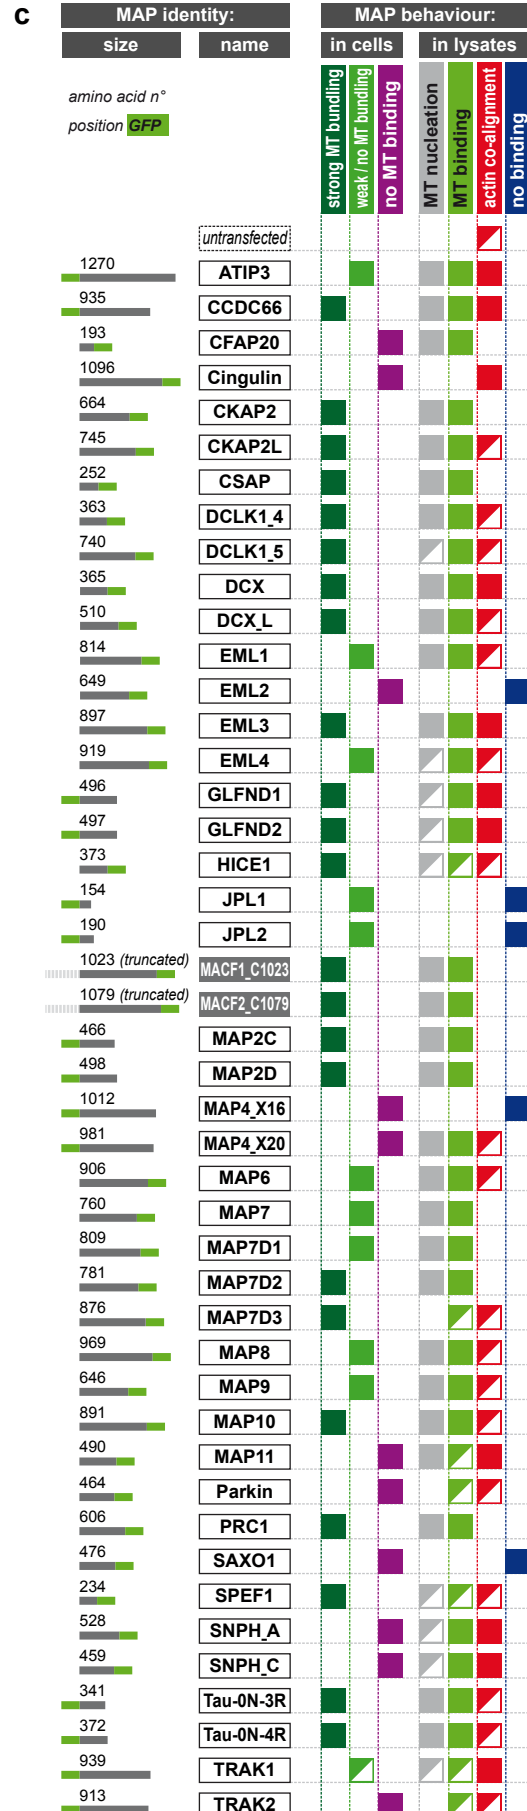 c
MAP identity:
MAP behaviour:
size
name
in cells
in lysates
amino acid n°
position GFP
strong MT bundling
weak / no MT bundling
no MT binding
MT nucleation
MT binding
actin co-alignment
no binding
untransfected
1270
ATIP3
935
CCDC66
193
CFAP20
1096
Cingulin
664
CKAP2
745
CKAP2L
252
CSAP
363
DCLK1_4
740
DCLK1_5
365
DCX
510
DCX_L
814
EML1
649
EML2
897
EML3
919
EML4
496
GLFND1
497
GLFND2
373
HICE1
154
JPL1
190
JPL2
1023 (truncated)
MACF1_C1023
1079 (truncated)
MACF2_C1079
466
MAP2C
498
MAP2D
1012
MAP4_X16
981
MAP4_X20
906
MAP6
760
MAP7
809
MAP7D1
781
MAP7D2
876
MAP7D3
969
MAP8
646
MAP9
891
MAP10
490
MAP11
464
Parkin
606
PRC1
476
SAXO1
234
SPEF1
528
SNPH_A
459
SNPH_C
341
Tau-0N-3R
372
Tau-0N-4R
939
TRAK1
913
TRAK2